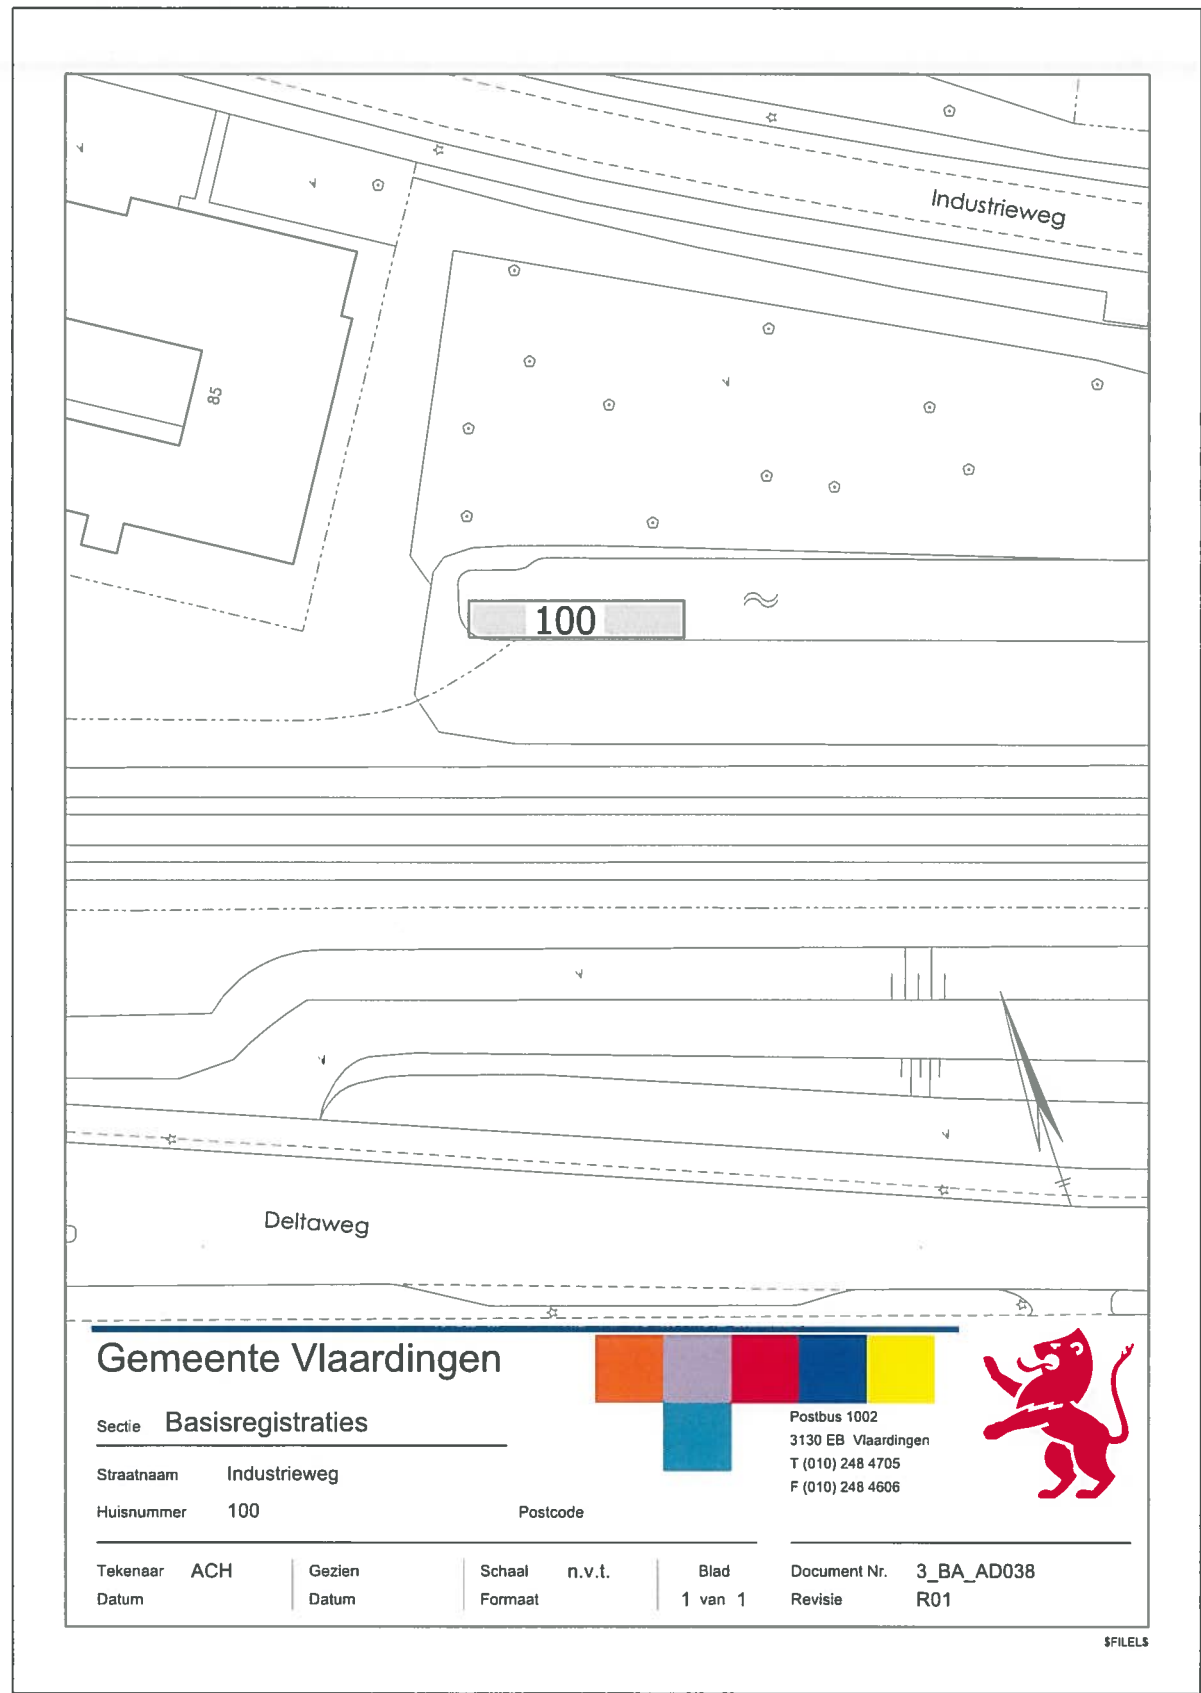 Industrieweg
85
100
Deltaweg
Gemeente Vlaardingen
Sectie Basisregistraties
Postbus 1002
3130 EB Vlaardingen
T (010) 248 4705
F (010) 248 4606
Straatnaam Industrieweg
Huisnummer 100 Postcode
Tekenaar ACH Gezien Schaal n.v.t. Blad Document Nr. 3_BA_AD038
Datum Datum Formaat 1 van 1 Revisie R01
$FILEL$